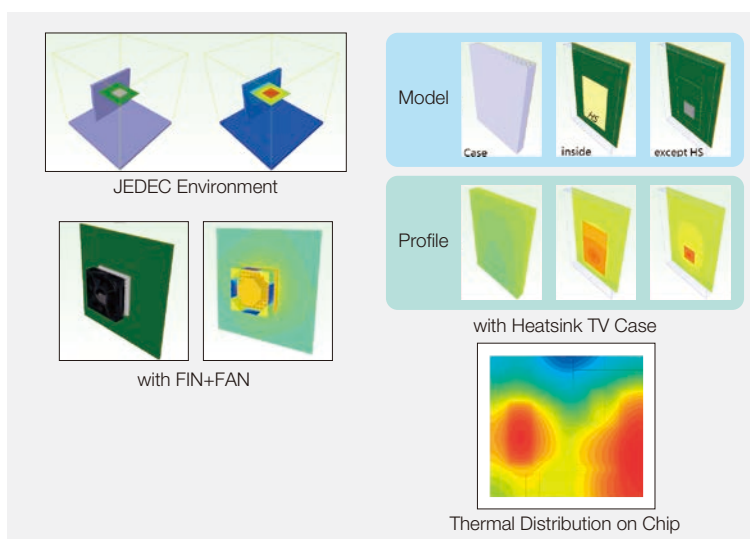 JEDEC Environment
with FIN+FAN
Model
Case
inside
HS
except HS
Profile
with Heatsink TV Case
Thermal Distribution on Chip